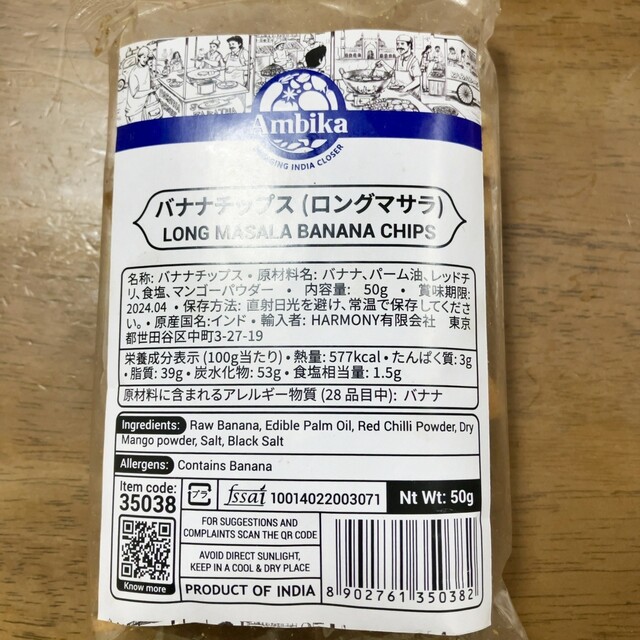 Ambika
GING INDIA CLOSER
バナナチップス (ロングマサラ)
LONG MASALA BANANA CHIPS
名称: バナナチップス・原材料名: バナナ、パーム油、レッドチ
リ、食塩、マンゴーパウダー ・ 内容量: 50g ・ 賞味期限:
2024.04 ・保存方法: 直射日光を避け、常温で保存してくださ
い。・原産国名:インド・輸入者: HARMONY有限会社 東京
都世田谷区中町3-27-19
栄養成分表示 (100g当たり)・熱量: 577kcal・たんぱく質: 3g
・脂質: 39g・炭水化物: 53g・食塩相当量: 1.5g
原材料に含まれるアレルギー物質 (28 品目中): バナナ
Ingredients: Raw Banana, Edible Palm Oil, Red Chilli Powder, Dry
Mango powder, Salt, Black Salt
Allergens: Contains Banana
Item code:
35038
Know more
プラ fssai 10014022003071 Nt Wt: 50g
FOR SUGGESTIONS AND
COMPLAINTS SCAN THE QR CODE
AVOID DIRECT SUNLIGHT,
KEEP IN A COOL & DRY PLACE
PRODUCT OF INDIA
8 902761 350382